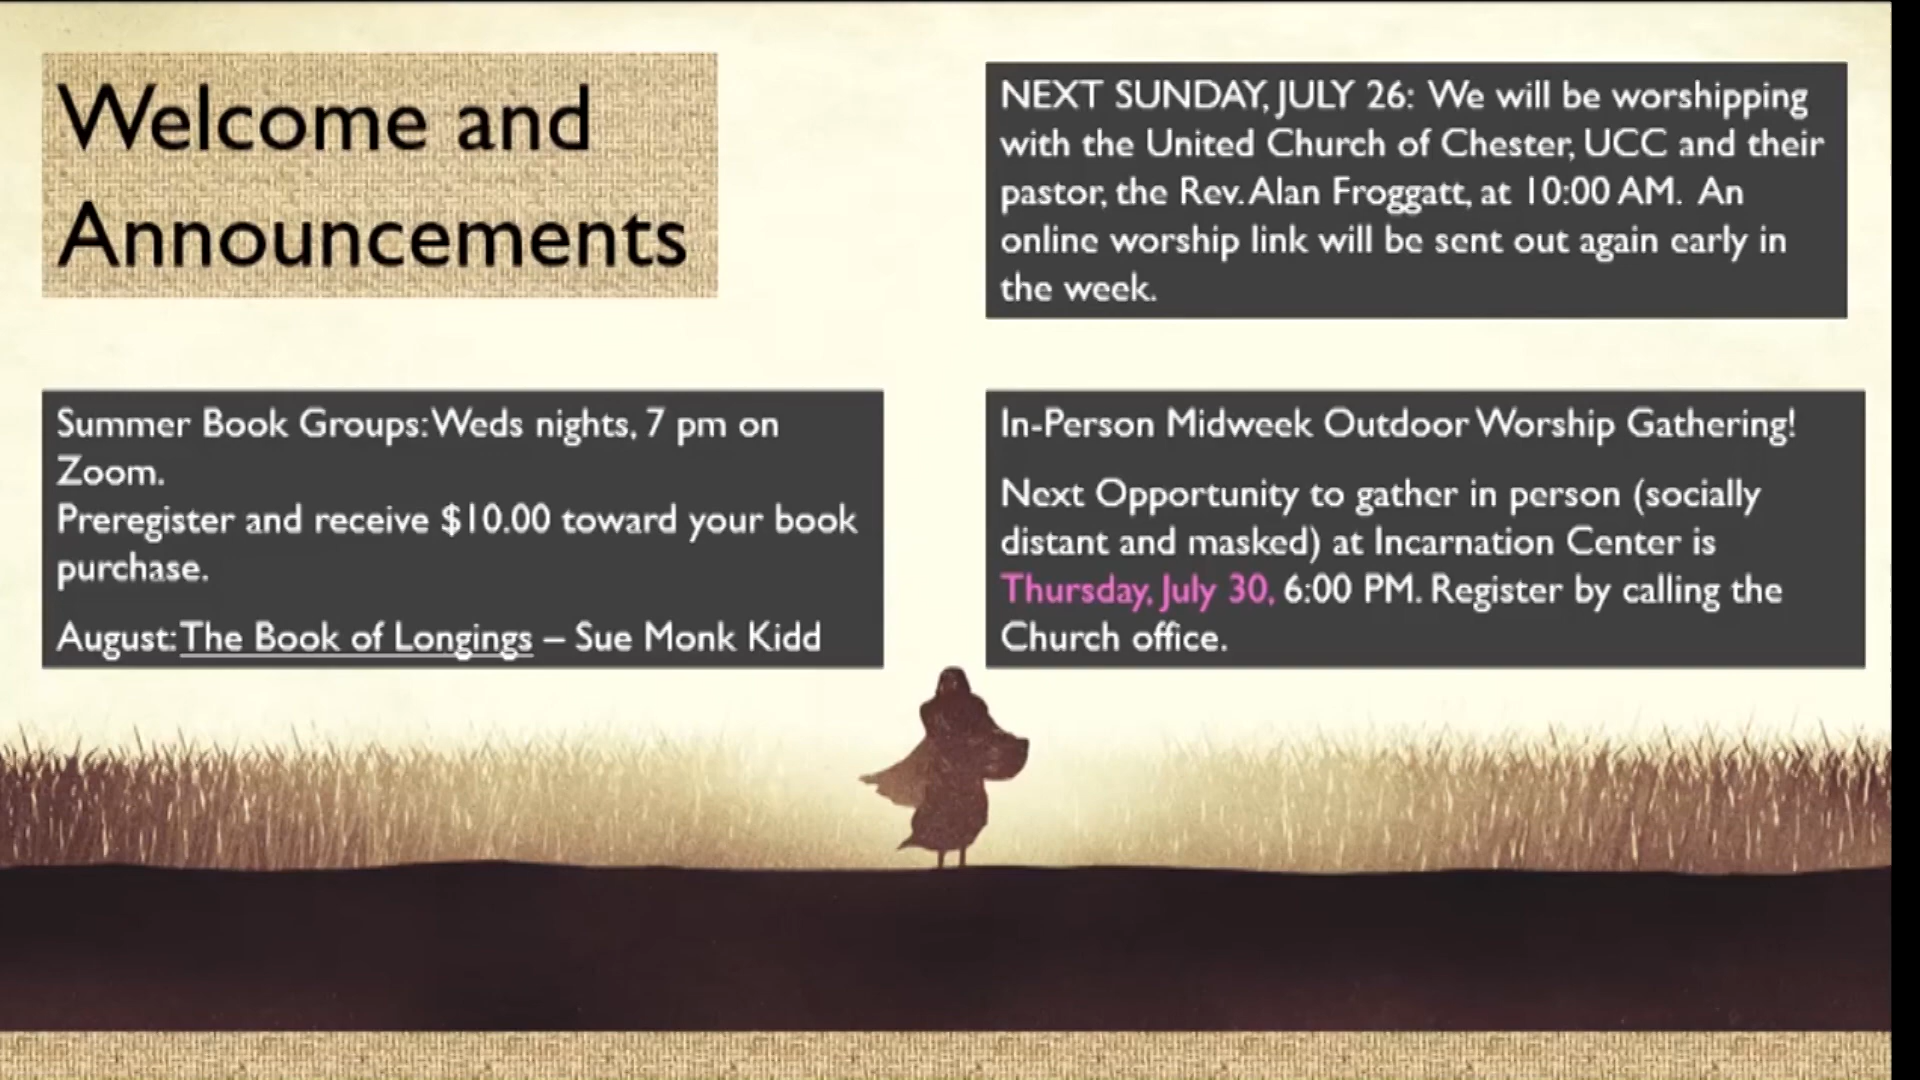 Welcome and
Announcements
NEXT SUNDAY, JULY 26: We will be worshipping
with the United Church of Chester, UCC and their
pastor, the Rev. Alan Froggatt, at 10:00 AM. An
online worship link will be sent out again early in
the week.
Summer Book Groups: Weds nights, 7 pm on
Zoom.
Preregister and receive $10.00 toward your book
purchase.
August: The Book of Longings – Sue Monk Kidd
In-Person Midweek Outdoor Worship Gathering!
Next Opportunity to gather in person (socially
distant and masked) at Incarnation Center is
Thursday, July 30, 6:00 PM. Register by calling the
Church office.